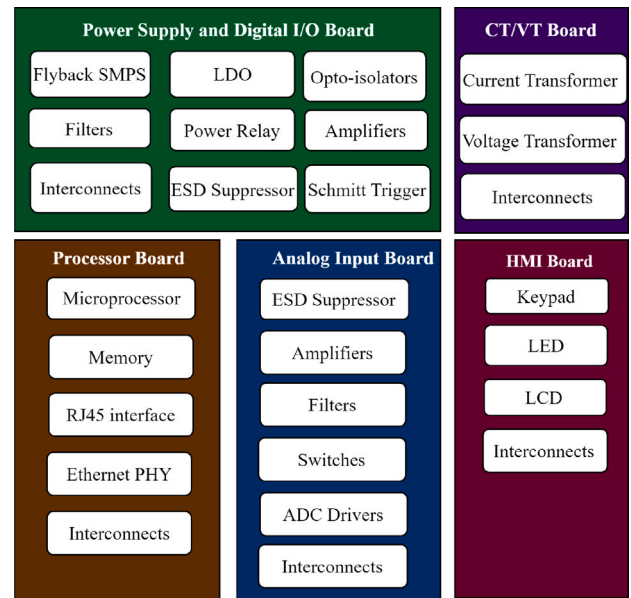 Power Supply and Digital I/O Board
Flyback SMPS
LDO
Opto-isolators
Filters
Power Relay
Amplifiers
Interconnects
ESD Suppressor
Schmitt Trigger
CT/VT Board
Current Transformer
Voltage Transformer
Interconnects
Processor Board
Microprocessor
Memory
RJ45 interface
Ethernet PHY
Interconnects
Analog Input Board
ESD Suppressor
Amplifiers
Filters
Switches
ADC Drivers
Interconnects
HMI Board
Keypad
LED
LCD
Interconnects